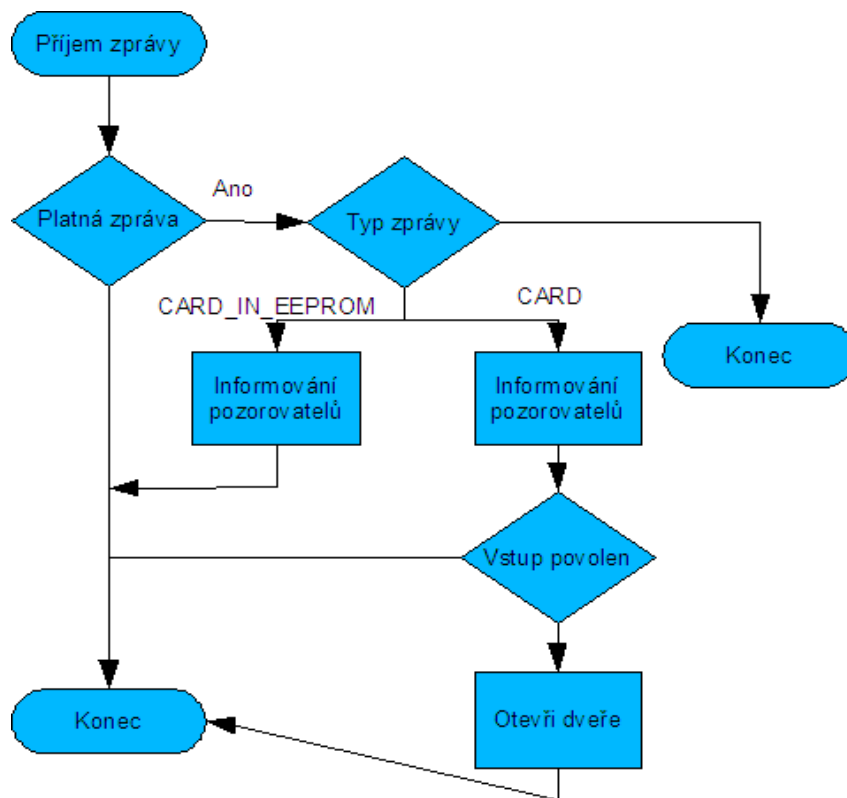 Příjem zprávy
Ano
Platná zpráva
Typ zprávy
CARD_IN_EEPROM
CARD
Konec
Informování
pozorovatelů
Informování
pozorovatelů
Vstup povolen
Otevři dveře
Konec